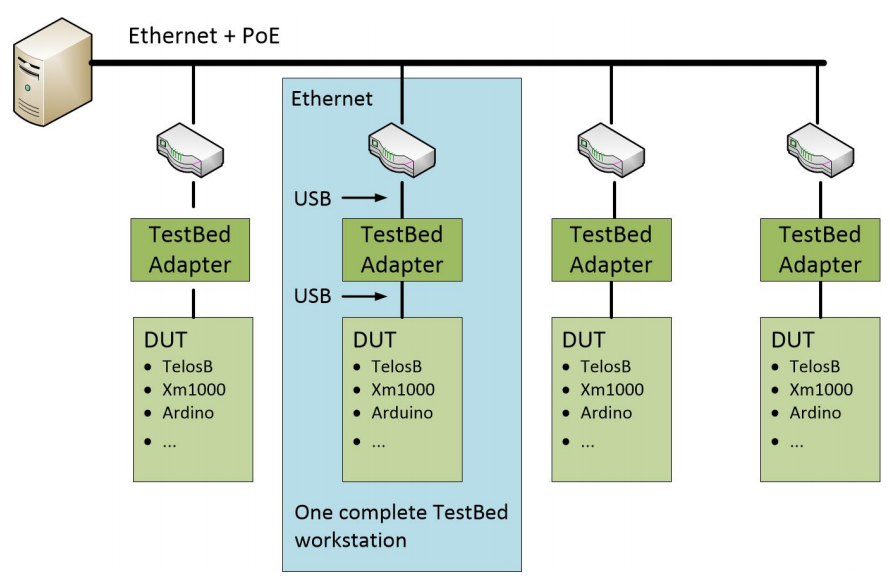 Ethernet + PoE
Ethernet
USB
TestBed
Adapter
TestBed
Adapter
TestBed
Adapter
TestBed
Adapter
USB
DUT
• TelosB
• Xm1000
• Ardino
• ...
DUT
• TelosB
• Xm1000
• Arduino
• ...
DUT
• TelosB
• Xm1000
• Ardino
• ...
DUT
• TelosB
• Xm1000
• Ardino
• ...
One complete TestBed
workstation